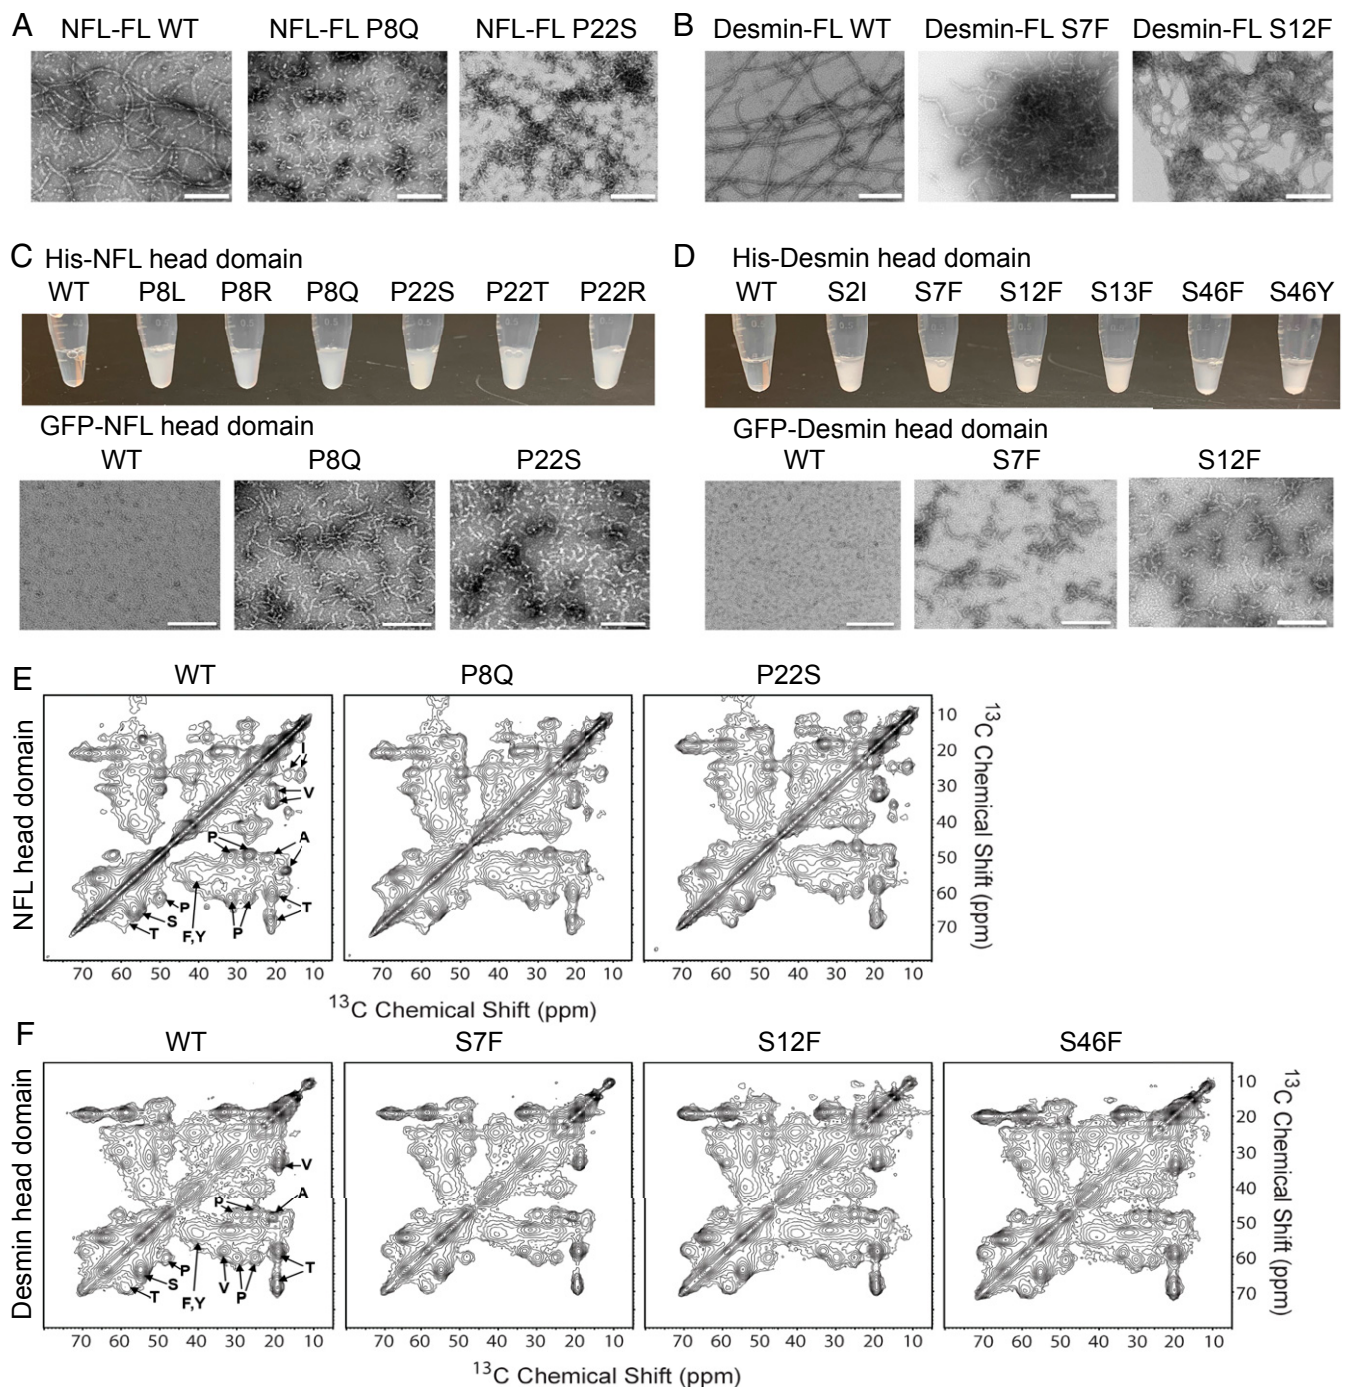 A NFL-FL WT NFL-FL P8Q NFL-FL P22S B Desmin-FL WT Desmin-FL S7F Desmin-FL S12F
C His-NFL head domain
WT P8L P8R P8Q P22S P22T P22R
D His-Desmin head domain
WT S2I S7F S12F S13F S46F S46Y
GFP-NFL head domain
WT P8Q P22S
GFP-Desmin head domain
WT S7F S12F
E WT P8Q P22S
NFL head domain
I
V
P A
P
S T
T F,Y P
10
20
30
40
50
60
70
13C Chemical Shift (ppm)
70 60 50 40 30 20 10 70 60 50 40 30 20 10 70 60 50 40 30 20 10
13C Chemical Shift (ppm)
F WT S7F S12F S46F
Desmin head domain
V
P A
P T
S V
T F,Y P
10
20
30
40
50
60
70
13C Chemical Shift (ppm)
70 60 50 40 30 20 10 70 60 50 40 30 20 10 70 60 50 40 30 20 10 70 60 50 40 30 20 10
13C Chemical Shift (ppm)